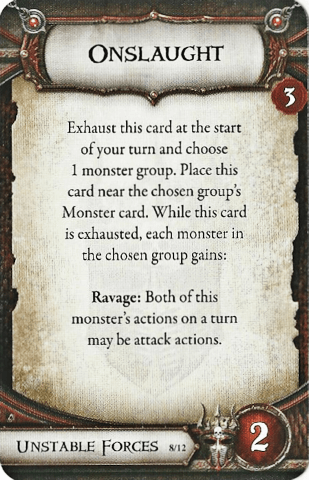 Onslaught
3
Exhaust this card at the start
of your turn and choose
1 monster group. Place this
card near the chosen group's
Monster card. While this card
is exhausted, each monster in
the chosen group gains:
Ravage: Both of this
monster's actions on a turn
may be attack actions.
Unstable Forces 8/12
2